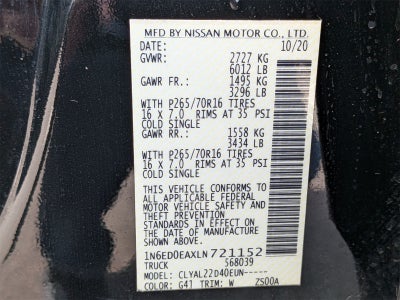 MFD BY NISSAN MOTOR CO., LTD.
DATE: 10/20
GVWR: 2727 KG
6012 LB
GAWR FR.: 1495 KG
3296 LB
WITH P265/70R16 TIRES
16 X 7.0 RIMS AT 35 PSI
COLD SINGLE
GAWR RR.: 1558 KG
3434 LB
WITH P265/70R16 TIRES
16 X 7.0 RIMS AT 35 PSI
COLD SINGLE
THIS VEHICLE CONFORMS TO
ALL APPLICABLE FEDERAL
MOTOR VEHICLE SAFETY AND THEFT
STANDARDS IN EFFECT ON
THE DATE OF MANUFACTURE
SHOWN ABOVE.
1N6ED0EAXLN721152
TRUCK 568039
MODEL: CLYAL22D40EUN-----
COLOR: G41 TRIM: W ZS00A